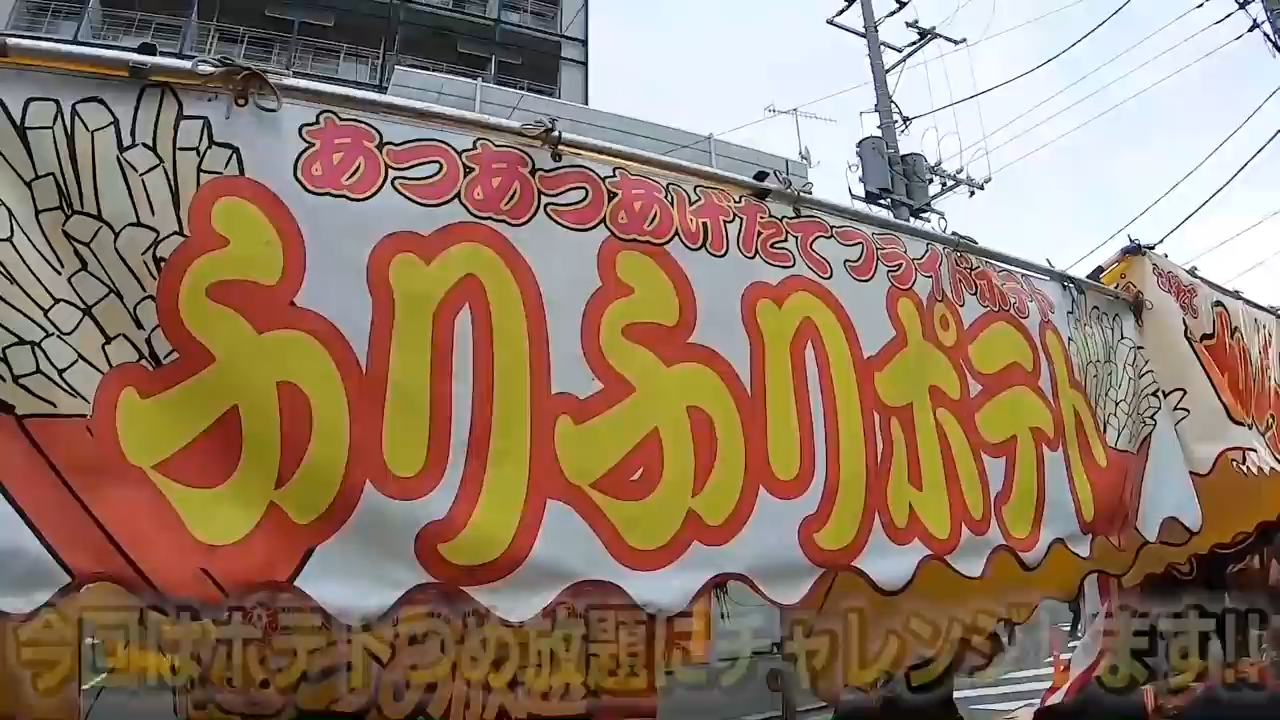 あつあつあげたてフライドポテト
ふりふりポテト
今回はポテトつめ放題にチャレンジします!!